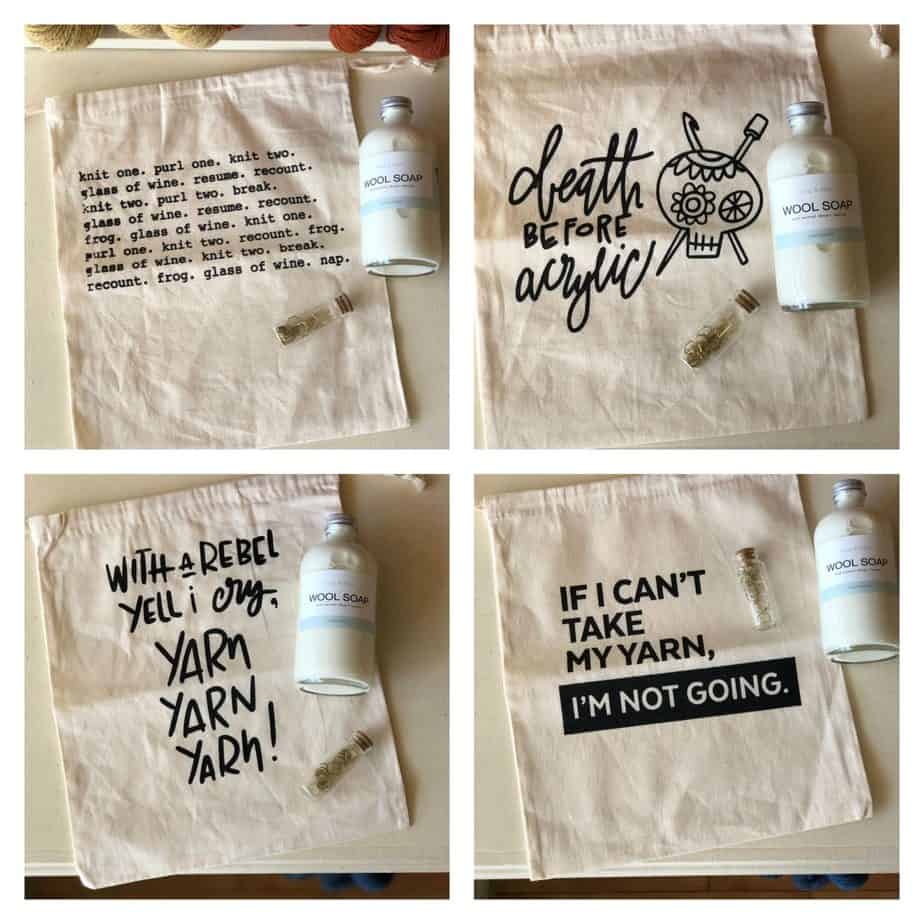 knit one. purl one. knit two.
glass of wine. resume. recount.
knit two. purl two. break.
glass of wine. resume. recount.
frog. glass of wine. knit one.
purl one. knit two. recount. frog.
glass of wine. knit two. break.
recount. frog. glass of wine. nap.
WOOL SOAP
death
BEFORE
acrylic
WOOL SOAP
WITH A REBEL
YELL i cry,
YARN
YARN
YARN!
WOOL SOAP
IF I CAN'T
TAKE
MY YARN,
I'M NOT GOING.
WOOL SOAP